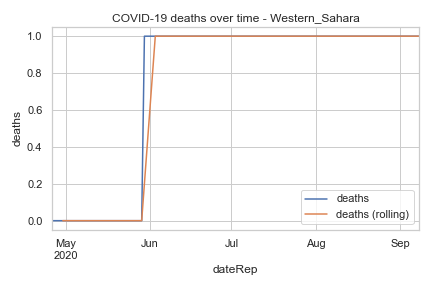 COVID-19 deaths over time - Western_Sahara
1.0
0.8
0.6
0.4
0.2
0.0
deaths
deaths
deaths (rolling)
May
2020
Jun
Jul
Aug
Sep
dateRep